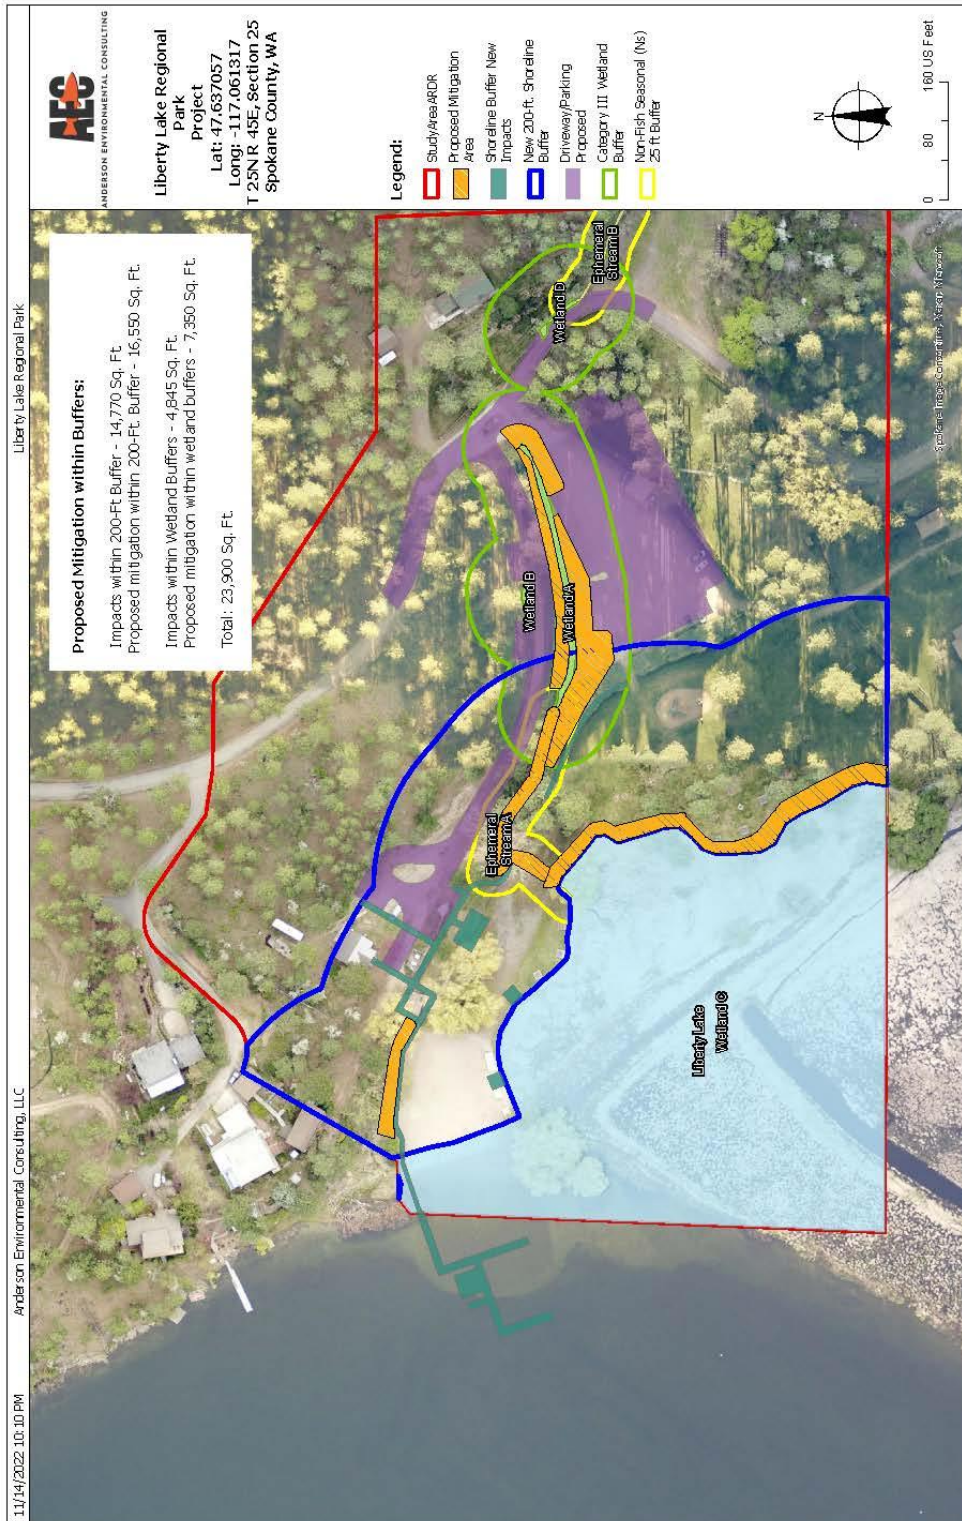 11/14/2022 10:10 PM
Anderson Environmental Consulting, LLC
Liberty Lake Regional Park
AEC
ANDERSON ENVIRONMENTAL CONSULTING
Liberty Lake Regional
Park
Project
Lat: 47.637057
Long: -117.061317
T 25N R 45E, Section 25
Spokane County, WA
Legend:
StudyAreaARDR
Proposed Mitigation
Area
Shoreline Buffer New
Impacts
New 200-ft. Shoreline
Buffer
Driveway/Parking
Proposed
Category III Wetland
Buffer
Non-Fish Seasonal (Ns)
25 ft Buffer
N
0 80 160 US Feet
Proposed Mitigation within Buffers:
Impacts within 200-Ft Buffer - 14,770 Sq. Ft.
Proposed mitigation within 200-Ft. Buffer - 16,550 Sq. Ft.
Impacts within Wetland Buffers - 4,845 Sq. Ft.
Proposed mitigation within wetland buffers - 7,350 Sq. Ft.
Total: 23,900 Sq. Ft.
Ephemeral
Stream A
Wetland B
Wetland A
Wetland D
Ephemeral
Stream B
Liberty Lake
Wetland C